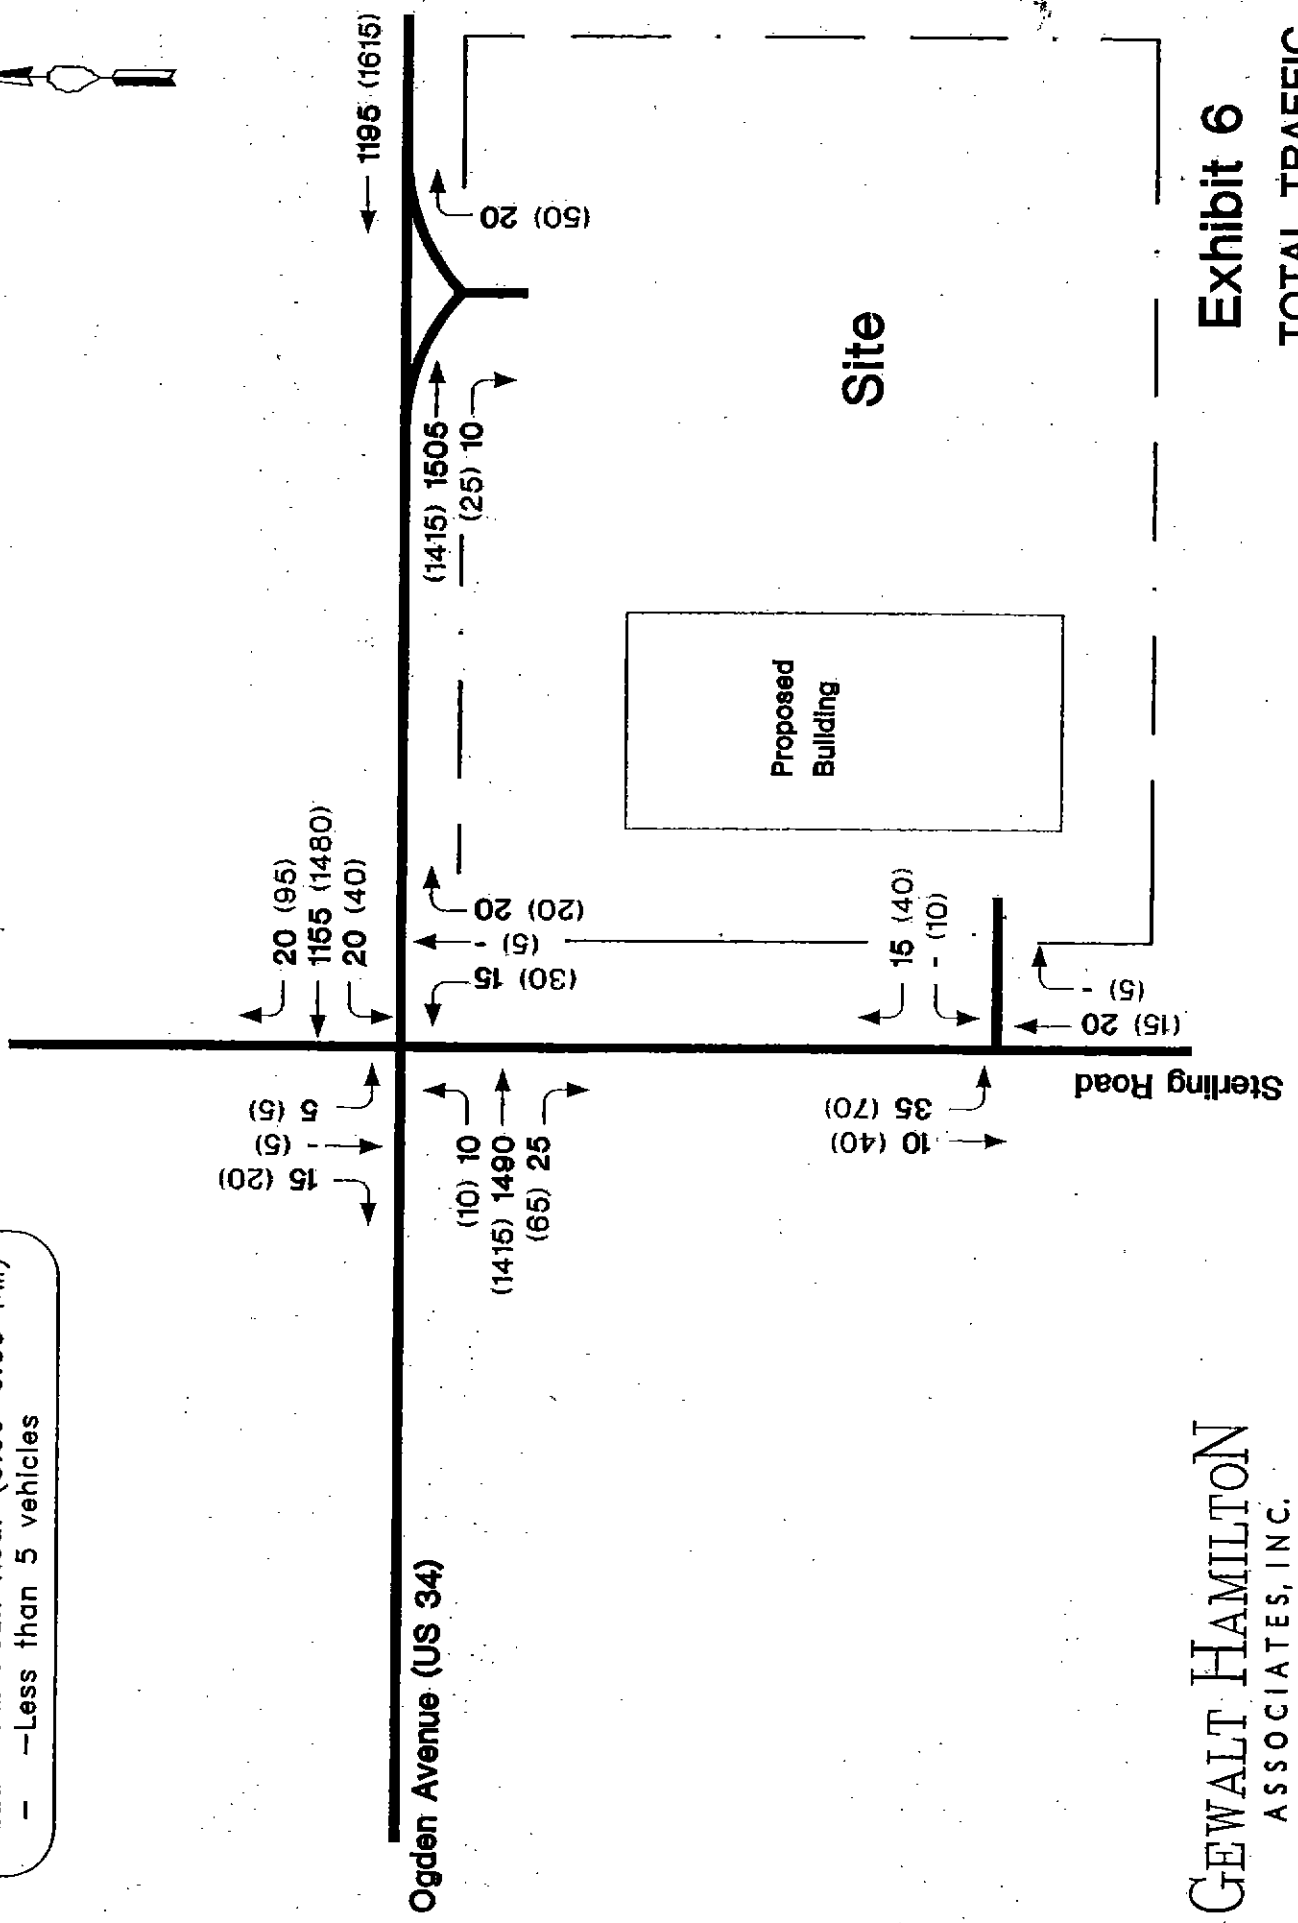 - -Less than 5 vehicles
1195 (1615)
20 (50)
(1415) 1505
(25) 10
20 (95)
1155 (1480)
20 (40)
5 (5)
- (5)
15 (20)
(10) 10
(1415) 1490
(65) 25
(30) 15
(5) -
(20) 20
Ogden Avenue (US 34)
Proposed
Building
Site
15 (40)
- (10)
35 (70)
10 (40)
(15) 20
(5) -
Sterling Road
Exhibit 6
TOTAL TRAFFIC
GEWALT HAMILTON
ASSOCIATES, INC.